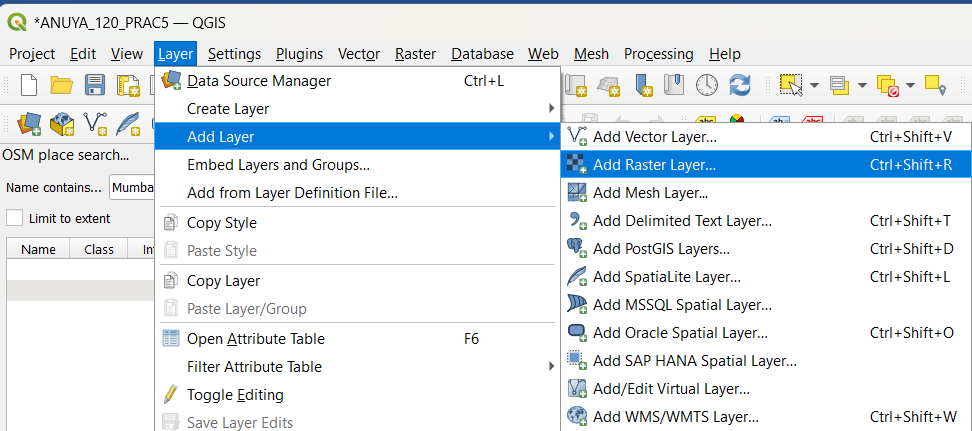 *ANUYA_120_PRAC5 — QGIS
Project Edit View Layer Settings Plugins Vector Raster Database Web Mesh Processing Help
Data Source Manager Ctrl+L
Create Layer
Add Layer
Embed Layers and Groups...
Add from Layer Definition File...
Copy Style
Paste Style
Copy Layer
Paste Layer/Group
Open Attribute Table F6
Filter Attribute Table
Toggle Editing
Save Layer Edits
Add Vector Layer... Ctrl+Shift+V
Add Raster Layer... Ctrl+Shift+R
Add Mesh Layer...
Add Delimited Text Layer... Ctrl+Shift+T
Add PostGIS Layers... Ctrl+Shift+D
Add SpatiaLite Layer... Ctrl+Shift+L
Add MSSQL Spatial Layer...
Add Oracle Spatial Layer... Ctrl+Shift+O
Add SAP HANA Spatial Layer...
Add/Edit Virtual Layer...
Add WMS/WMTS Layer... Ctrl+Shift+W
OSM place search...
Name contains... Mumba
Limit to extent
Name Class Int